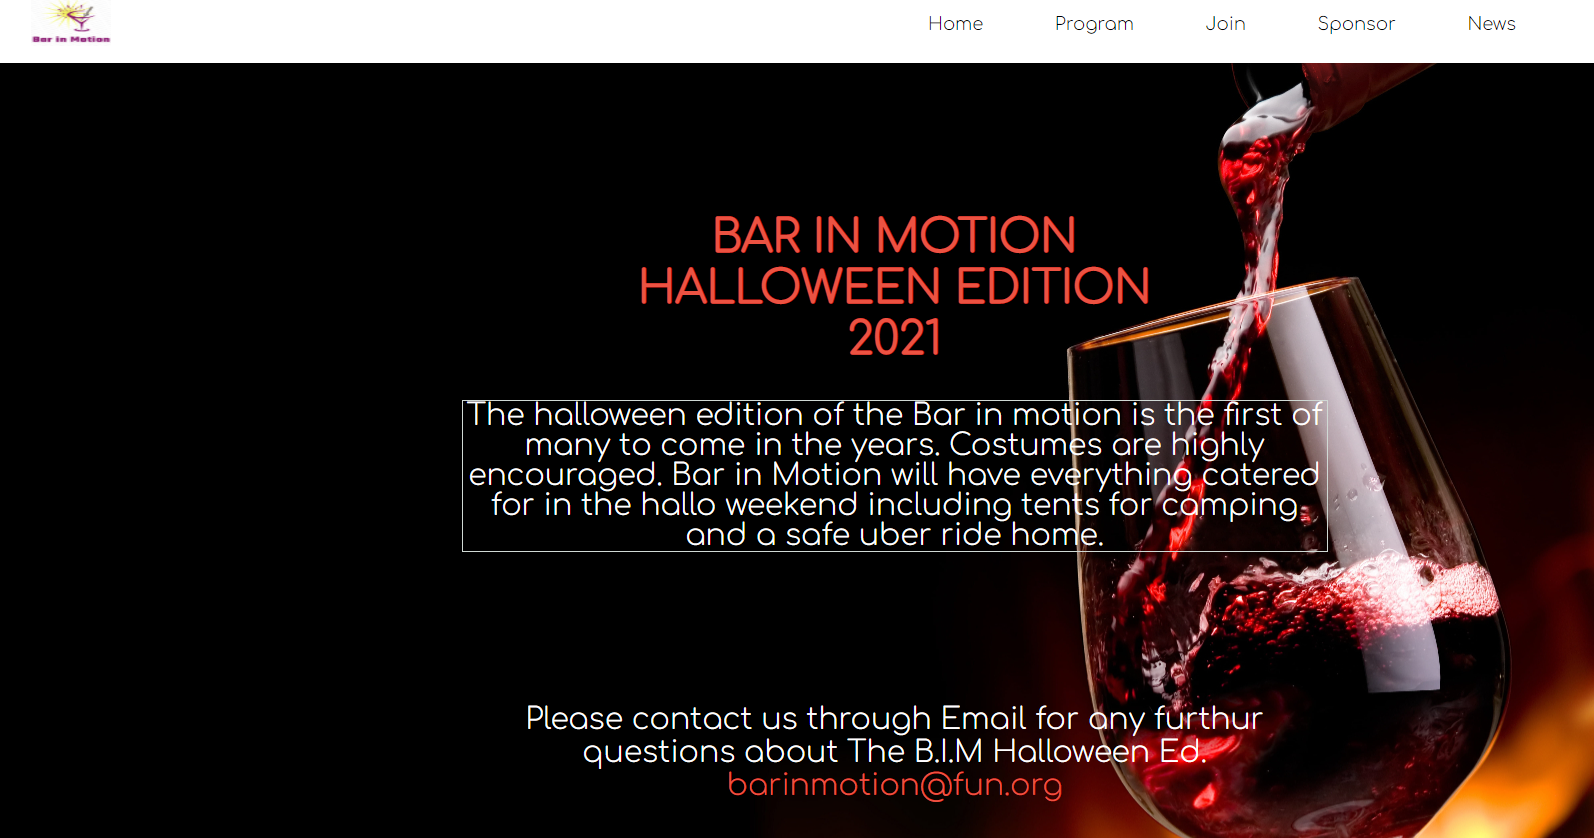 Bar in Motion
Home Program Join Sponsor News
BAR IN MOTION
HALLOWEEN EDITION
2021
The halloween edition of the Bar in motion is the first of
many to come in the years. Costumes are highly
encouraged. Bar in Motion will have everything catered
for in the hallo weekend including tents for camping
and a safe uber ride home.
Please contact us through Email for any furthur
questions about The B.I.M Halloween Ed.
barinmotion@fun.org